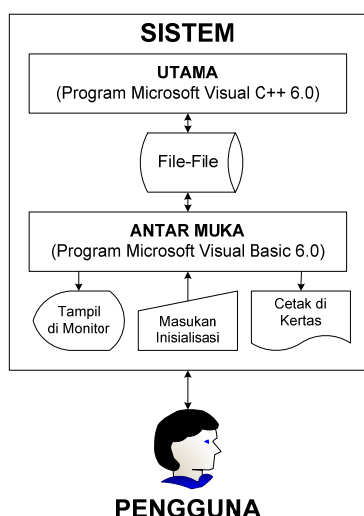 SISTEM
UTAMA
(Program Microsoft Visual C++ 6.0)
File-File
ANTAR MUKA
(Program Microsoft Visual Basic 6.0)
Tampil
di Monitor
Masukan
Inisialisasi
Cetak di
Kertas
PENGGUNA